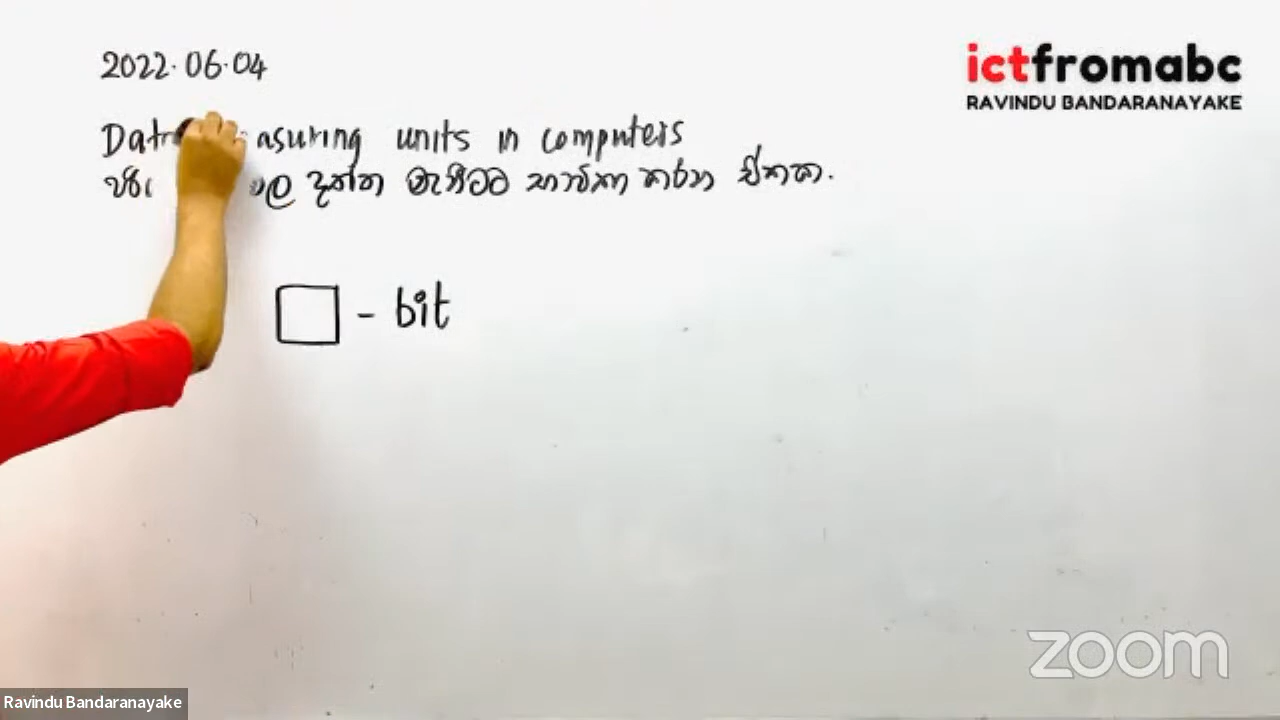 2022.06.04
ictfromabc
RAVINDU BANDARANAYAKE
asuring units in computers
දත්ත මැනීමට භාවිතා කරන ඒකක.
bit
zoom
Ravindu Bandaranayake